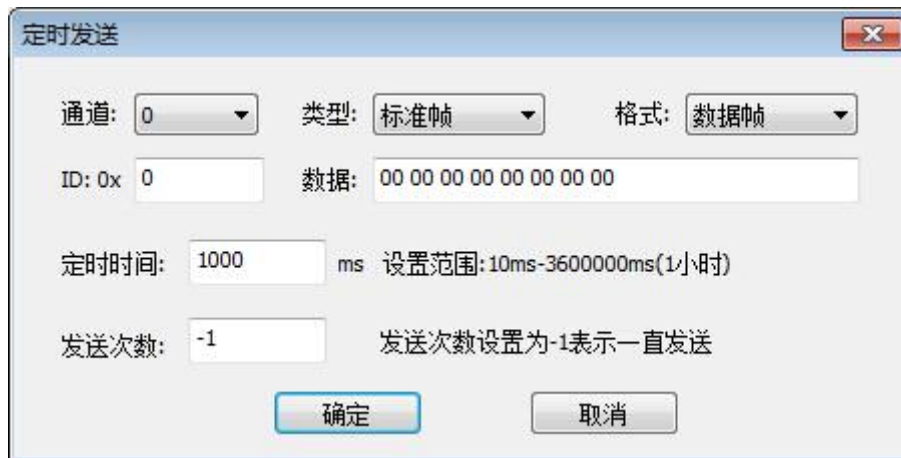 定时发送
通道: 0 类型: 标准帧 格式: 数据帧
ID: 0x 0 数据: 00 00 00 00 00 00 00 00
定时时间: 1000 ms 设置范围:10ms-3600000ms(1小时)
发送次数: -1 发送次数设置为-1表示一直发送
确定 取消